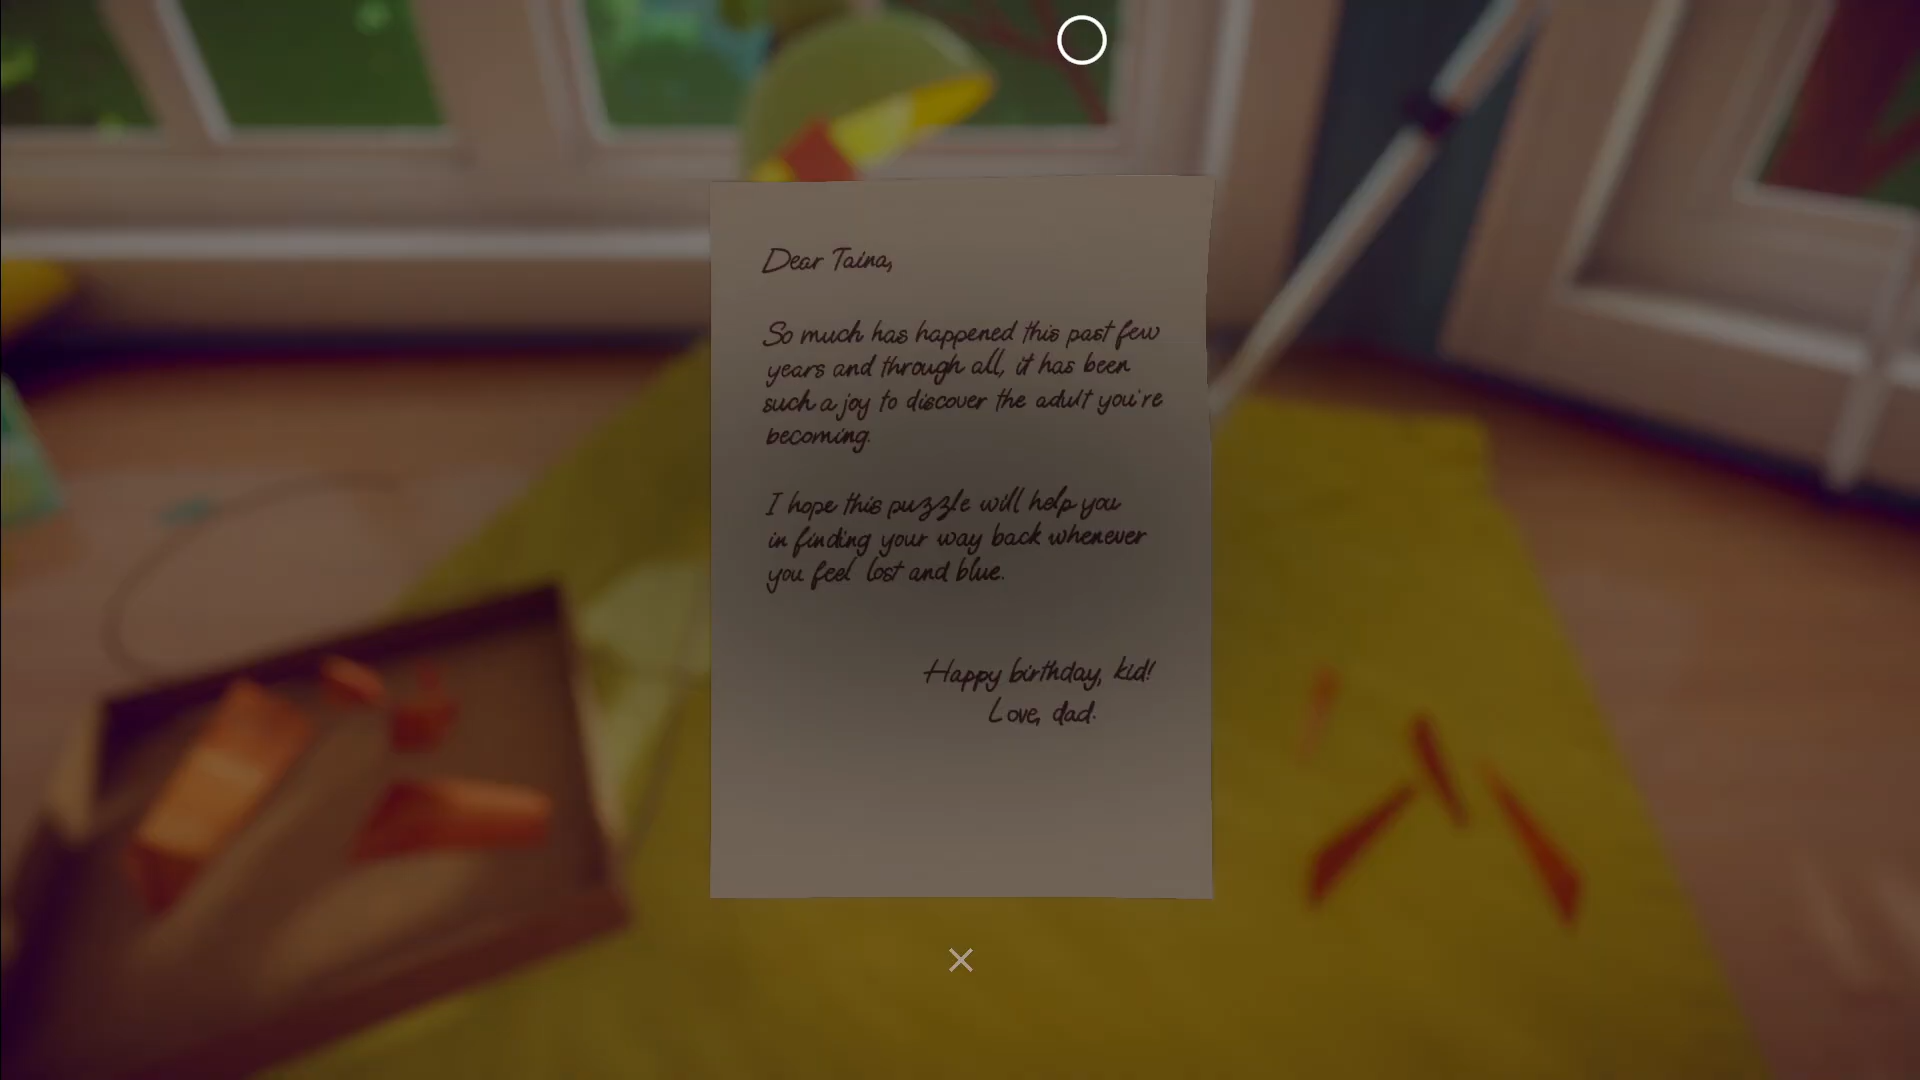 Dear Taina,
So much has happened this past few
years and through all, it has been
such a joy to discover the adult you're
becoming.
I hope this puzzle will help you
in finding your way back whenever
you feel lost and blue.
Happy birthday, kid!
Love, dad.